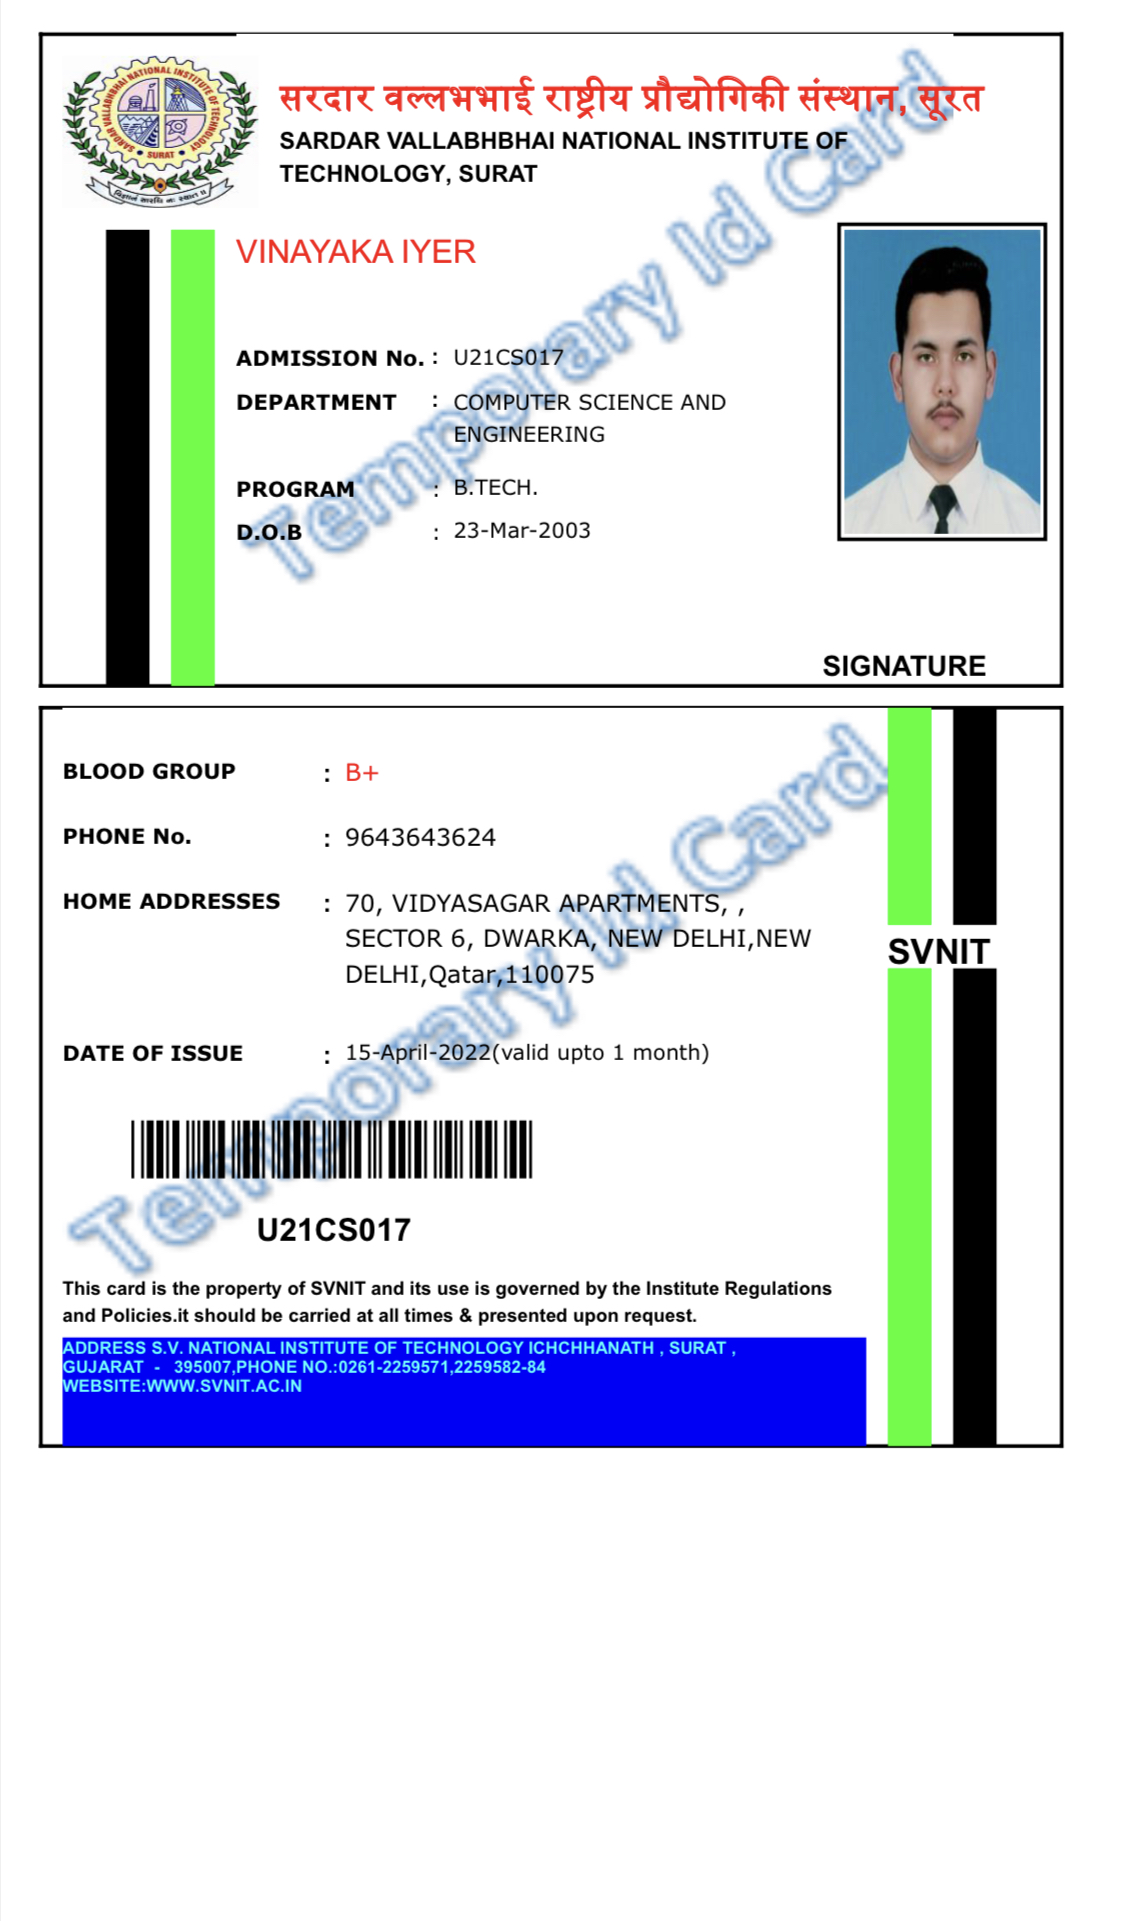 सरदार वल्लभभाई राष्ट्रीय प्रौद्योगिकी संस्थान, सूरत
SARDAR VALLABHBHAI NATIONAL INSTITUTE OF
TECHNOLOGY, SURAT
SARDAR VALLABHBHAI NATIONAL INSTITUTE OF TECHNOLOGY
• SURAT •
VINAYAKA IYER
ADMISSION No. : U21CS017
DEPARTMENT : COMPUTER SCIENCE AND
ENGINEERING
PROGRAM : B.TECH.
D.O.B : 23-Mar-2003
SIGNATURE
Temporary Id Card
BLOOD GROUP : B+
PHONE No. : 9643643624
HOME ADDRESSES : 70, VIDYASAGAR APARTMENTS, ,
SECTOR 6, DWARKA, NEW DELHI,NEW
DELHI,Qatar,110075
SVNIT
DATE OF ISSUE : 15-April-2022(valid upto 1 month)
U21CS017
Temporary Id Card
This card is the property of SVNIT and its use is governed by the Institute Regulations
and Policies.it should be carried at all times & presented upon request.
ADDRESS S.V. NATIONAL INSTITUTE OF TECHNOLOGY ICHCHHANATH , SURAT ,
GUJARAT - 395007,PHONE NO.:0261-2259571,2259582-84
WEBSITE:WWW.SVNIT.AC.IN